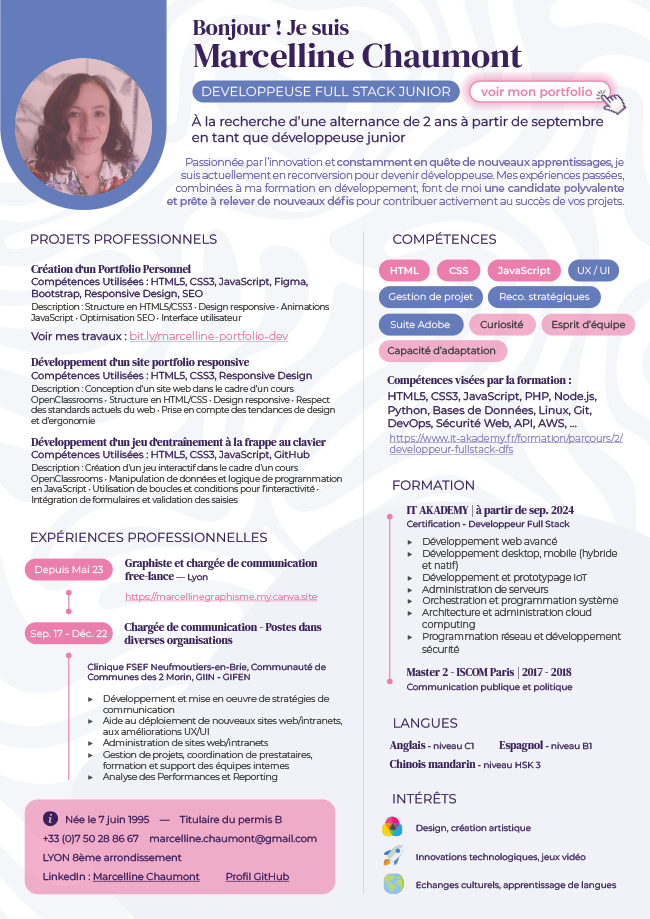 Bonjour ! Je suis
Marcelline Chaumont
DEVELOPPEUSE FULL STACK JUNIOR
voir mon portfolio
À la recherche d'une alternance de 2 ans à partir de septembre
en tant que développeuse junior
Passionnée par l'innovation et constamment en quête de nouveaux apprentissages, je
suis actuellement en reconversion pour devenir développeuse. Mes expériences passées,
combinées à ma formation en développement, font de moi une candidate polyvalente
et prête à relever de nouveaux défis pour contribuer activement au succès de vos projets.
PROJETS PROFESSIONNELS
Création d'un Portfolio Personnel
Compétences Utilisées : HTML5, CSS3, JavaScript, Figma,
Bootstrap, Responsive Design, SEO
Description : Structure en HTML5/CSS3 • Design responsive • Animations
JavaScript • Optimisation SEO • Interface utilisateur
Voir mes travaux : bit.ly/marcelline-portfolio-dev
Développement d'un site portfolio responsive
Compétences Utilisées : HTML5, CSS3, Responsive Design
Description : Conception d'un site web dans le cadre d'un cours
OpenClassrooms • Structure en HTML/CSS • Design responsive • Respect
des standards actuels du web • Prise en compte des tendances de design
et d'ergonomie
Développement d'un jeu d'entraînement à la frappe au clavier
Compétences Utilisées : HTML5, CSS3, JavaScript, GitHub
Description : Création d'un jeu interactif dans le cadre d'un cours
OpenClassrooms • Manipulation de données et logique de programmation
en JavaScript • Utilisation de boucles et conditions pour l'interactivité •
Intégration de formulaires et validation des saisies
EXPÉRIENCES PROFESSIONNELLES
Depuis Mai 23
Graphiste et chargée de communication
free-lance — Lyon
https://marcellinegraphisme.my.canva.site
Sep. 17 - Déc. 22
Chargée de communication - Postes dans
diverses organisations
Clinique FSEF Neufmoutiers-en-Brie, Communauté de
Communes des 2 Morin, GIIN - GIFEN
▸ Développement et mise en oeuvre de stratégies de
communication
▸ Aide au déploiement de nouveaux sites web/intranets,
aux améliorations UX/UI
▸ Administration de sites web/intranets
▸ Gestion de projets, coordination de prestataires,
formation et support des équipes internes
▸ Analyse des Performances et Reporting
i Née le 7 juin 1995 — Titulaire du permis B
+33 (0)7 50 28 86 67 marcelline.chaumont@gmail.com
LYON 8ème arrondissement
LinkedIn : Marcelline Chaumont Profil GitHub
COMPÉTENCES
HTML CSS JavaScript UX / UI
Gestion de projet Reco. stratégiques
Suite Adobe Curiosité Esprit d'équipe
Capacité d'adaptation
Compétences visées par la formation :
HTML5, CSS3, JavaScript, PHP, Node.js,
Python, Bases de Données, Linux, Git,
DevOps, Sécurité Web, API, AWS, ...
https://www.it-akademy.fr/formation/parcours/2/
developpeur-fullstack-dfs
FORMATION
IT AKADEMY | à partir de sep. 2024
Certification - Developpeur Full Stack
▸ Développement web avancé
▸ Développement desktop, mobile (hybride
et natif)
▸ Développement et prototypage IoT
▸ Administration de serveurs
▸ Orchestration et programmation système
▸ Architecture et administration cloud
computing
▸ Programmation réseau et développement
sécurité
Master 2 - ISCOM Paris | 2017 - 2018
Communication publique et politique
LANGUES
Anglais - niveau C1 Espagnol - niveau B1
Chinois mandarin - niveau HSK 3
INTÉRÊTS
Design, création artistique
Innovations technologiques, jeux vidéo
Echanges culturels, apprentissage de langues